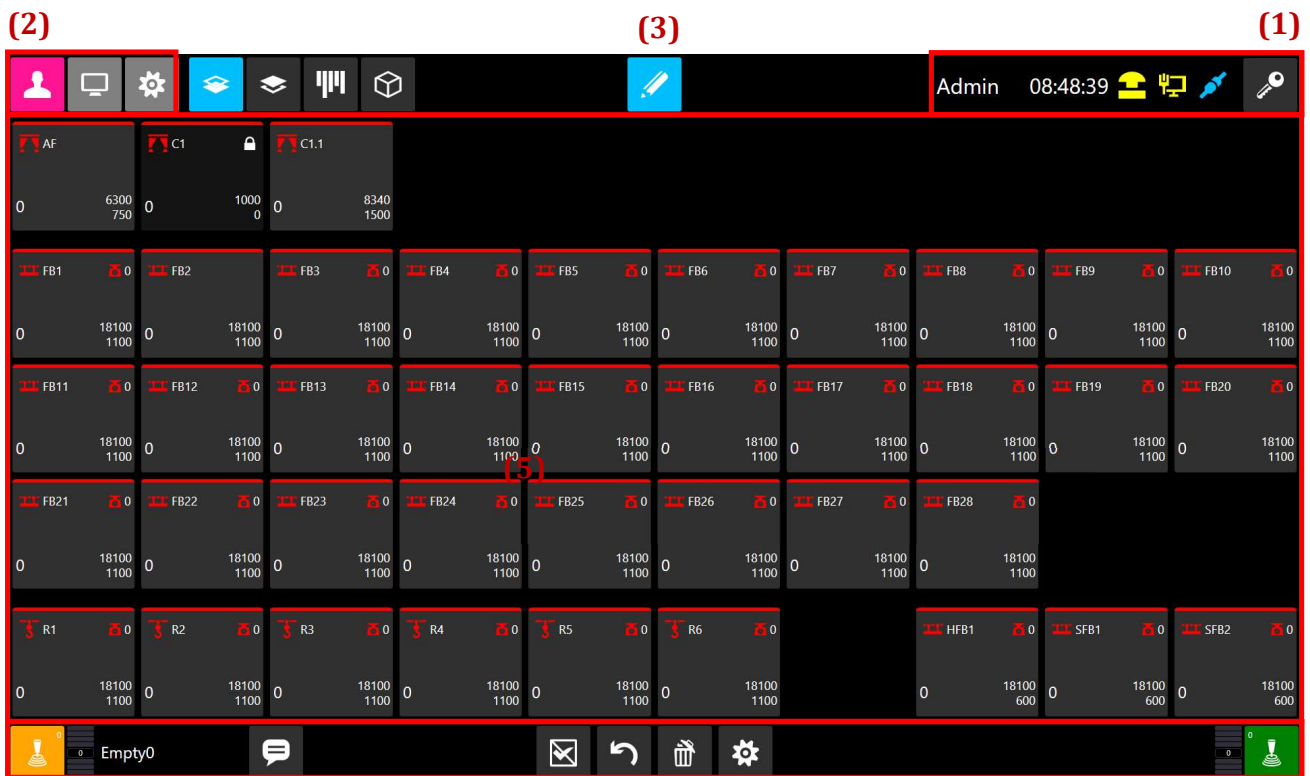 (2) (3) (1)
Admin 08:48:39
AF C1 C1.1
0 6300 0 1000 0 8340
750 0 1500
FB1 0 FB2 FB3 0 FB4 0 FB5 0 FB6 0 FB7 0 FB8 0 FB9 0 FB10 0
0 18100 0 18100 0 18100 0 18100 0 18100 0 18100 0 18100 0 18100 0 18100 0 18100
1100 1100 1100 1100 1100 1100 1100 1100 1100 1100
FB11 0 FB12 0 FB13 0 FB14 0 FB15 0 FB16 0 FB17 0 FB18 0 FB19 0 FB20 0
0 18100 0 18100 0 18100 0 18100 0 18100 0 18100 0 18100 0 18100 0 18100 0 18100
1100 1100 1100 1100 1100 1100 1100 1100 1100 1100
(5)
FB21 0 FB22 0 FB23 0 FB24 0 FB25 0 FB26 0 FB27 0 FB28 0
0 18100 0 18100 0 18100 0 18100 0 18100 0 18100 0 18100 0 18100
1100 1100 1100 1100 1100 1100 1100 1100
R1 0 R2 0 R3 0 R4 0 R5 0 R6 0 HFB1 0 SFB1 0 SFB2 0
0 18100 0 18100 0 18100 0 18100 0 18100 0 18100 0 18100 0 18100 0 18100
1100 1100 1100 1100 1100 1100 600 600 600
0 0 Empty0 0 0